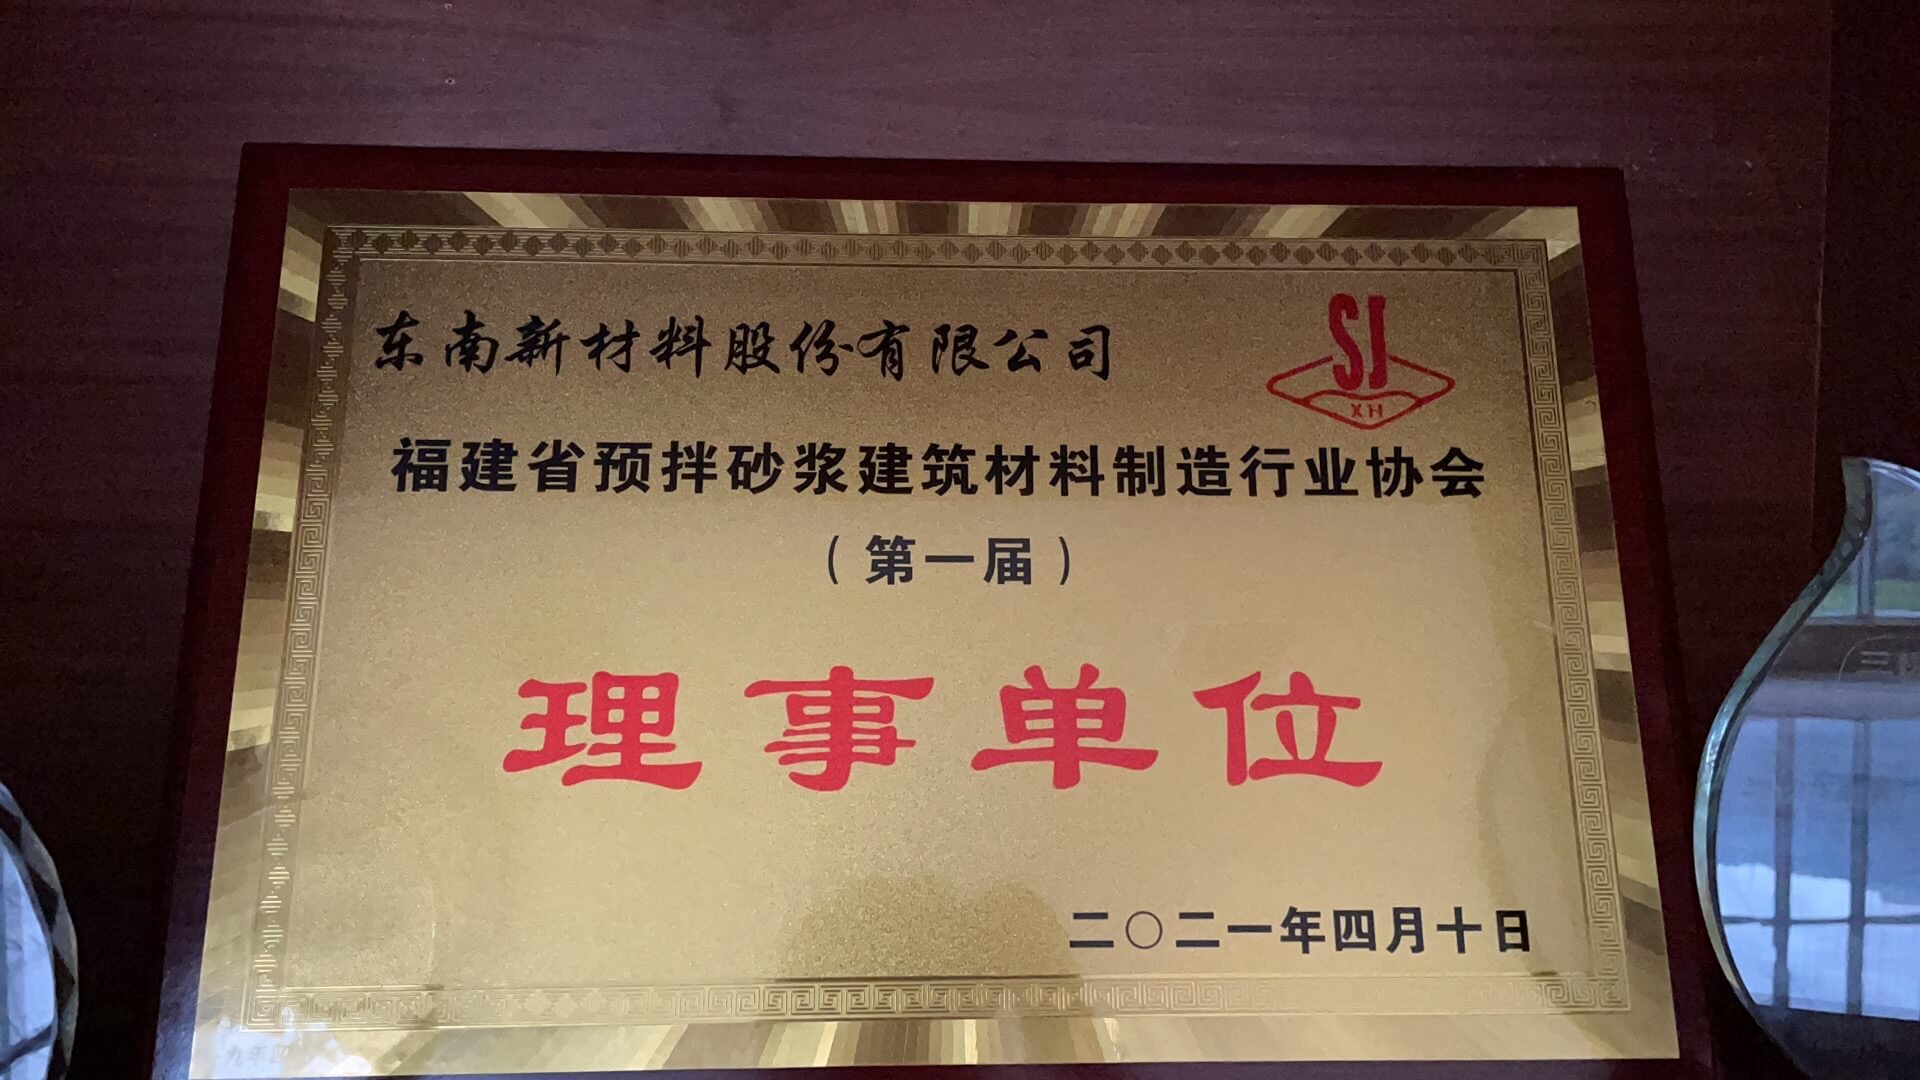 东南新材料股份有限公司
SJ
XH
福建省预拌砂浆建筑材料制造行业协会
（第一届）
理事单位
二〇二一年四月十日